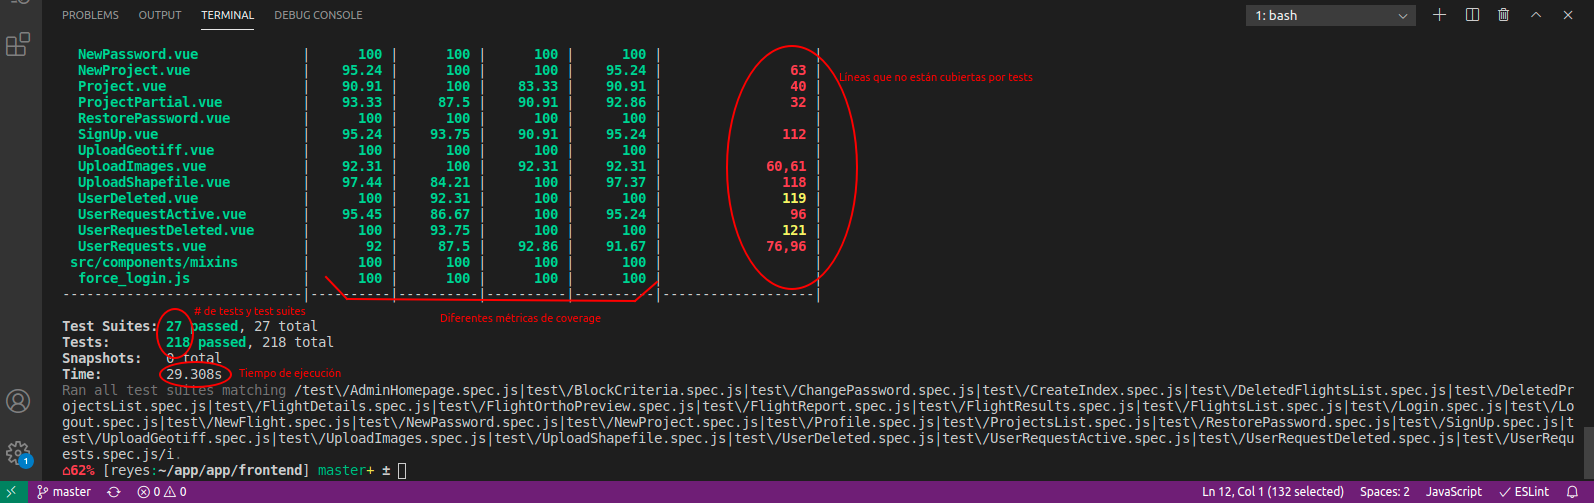 PROBLEMS OUTPUT TERMINAL DEBUG CONSOLE 1: bash
NewPassword.vue | 100 | 100 | 100 | 100 | |
NewProject.vue | 95.24 | 100 | 100 | 95.24 | 63 | Líneas que no están cubiertas por tests
Project.vue | 90.91 | 100 | 83.33 | 90.91 | 40 |
ProjectPartial.vue | 93.33 | 87.5 | 90.91 | 92.86 | 32 |
RestorePassword.vue | 100 | 100 | 100 | 100 | |
SignUp.vue | 95.24 | 93.75 | 90.91 | 95.24 | 112 |
UploadGeotiff.vue | 100 | 100 | 100 | 100 | |
UploadImages.vue | 92.31 | 100 | 92.31 | 92.31 | 60,61 |
UploadShapefile.vue | 97.44 | 84.21 | 100 | 97.37 | 118 |
UserDeleted.vue | 100 | 92.31 | 100 | 100 | 119 |
UserRequestActive.vue | 95.45 | 86.67 | 100 | 95.24 | 96 |
UserRequestDeleted.vue | 100 | 93.75 | 100 | 100 | 121 |
UserRequests.vue | 92 | 87.5 | 92.86 | 91.67 | 76,96 |
src/components/mixins | 100 | 100 | 100 | 100 | |
force_login.js | 100 | 100 | 100 | 100 | |
------------------------------|----------|----------|----------|----------|-------------------|
# de tests y test suites
Diferentes métricas de coverage
Test Suites: 27 passed, 27 total
Tests: 218 passed, 218 total
Snapshots: 0 total
Time: 29.308s Tiempo de ejecución
Ran all test suites matching /test\/AdminHomepage.spec.js|test\/BlockCriteria.spec.js|test\/ChangePassword.spec.js|test\/CreateIndex.spec.js|test\/DeletedFlightsList.spec.js|test\/DeletedPr
ojectsList.spec.js|test\/FlightDetails.spec.js|test\/FlightOrthoPreview.spec.js|test\/FlightReport.spec.js|test\/FlightResults.spec.js|test\/FlightsList.spec.js|test\/Login.spec.js|test\/Lo
gout.spec.js|test\/NewFlight.spec.js|test\/NewPassword.spec.js|test\/NewProject.spec.js|test\/Profile.spec.js|test\/ProjectsList.spec.js|test\/RestorePassword.spec.js|test\/SignUp.spec.js|t
est\/UploadGeotiff.spec.js|test\/UploadImages.spec.js|test\/UploadShapefile.spec.js|test\/UserDeleted.spec.js|test\/UserRequestActive.spec.js|test\/UserRequestDeleted.spec.js|test\/UserRequ
ests.spec.js/i.
⌂62% [reyes:~/app/app/frontend] master+ ±
1
master 0 0 Ln 12, Col 1 (132 selected) Spaces: 2 JavaScript ESLint